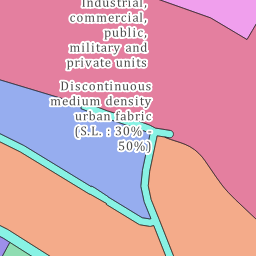 Industrial,
commercial,
public,
military and
private units
Discontinuous
medium density
urban fabric
(S.L. : 30% -
50%)